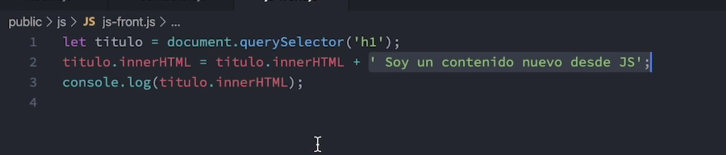 public > js > JS js-front.js > ...
1 let titulo = document.querySelector('h1');
2 titulo.innerHTML = titulo.innerHTML + ' Soy un contenido nuevo desde JS';
3 console.log(titulo.innerHTML);
4